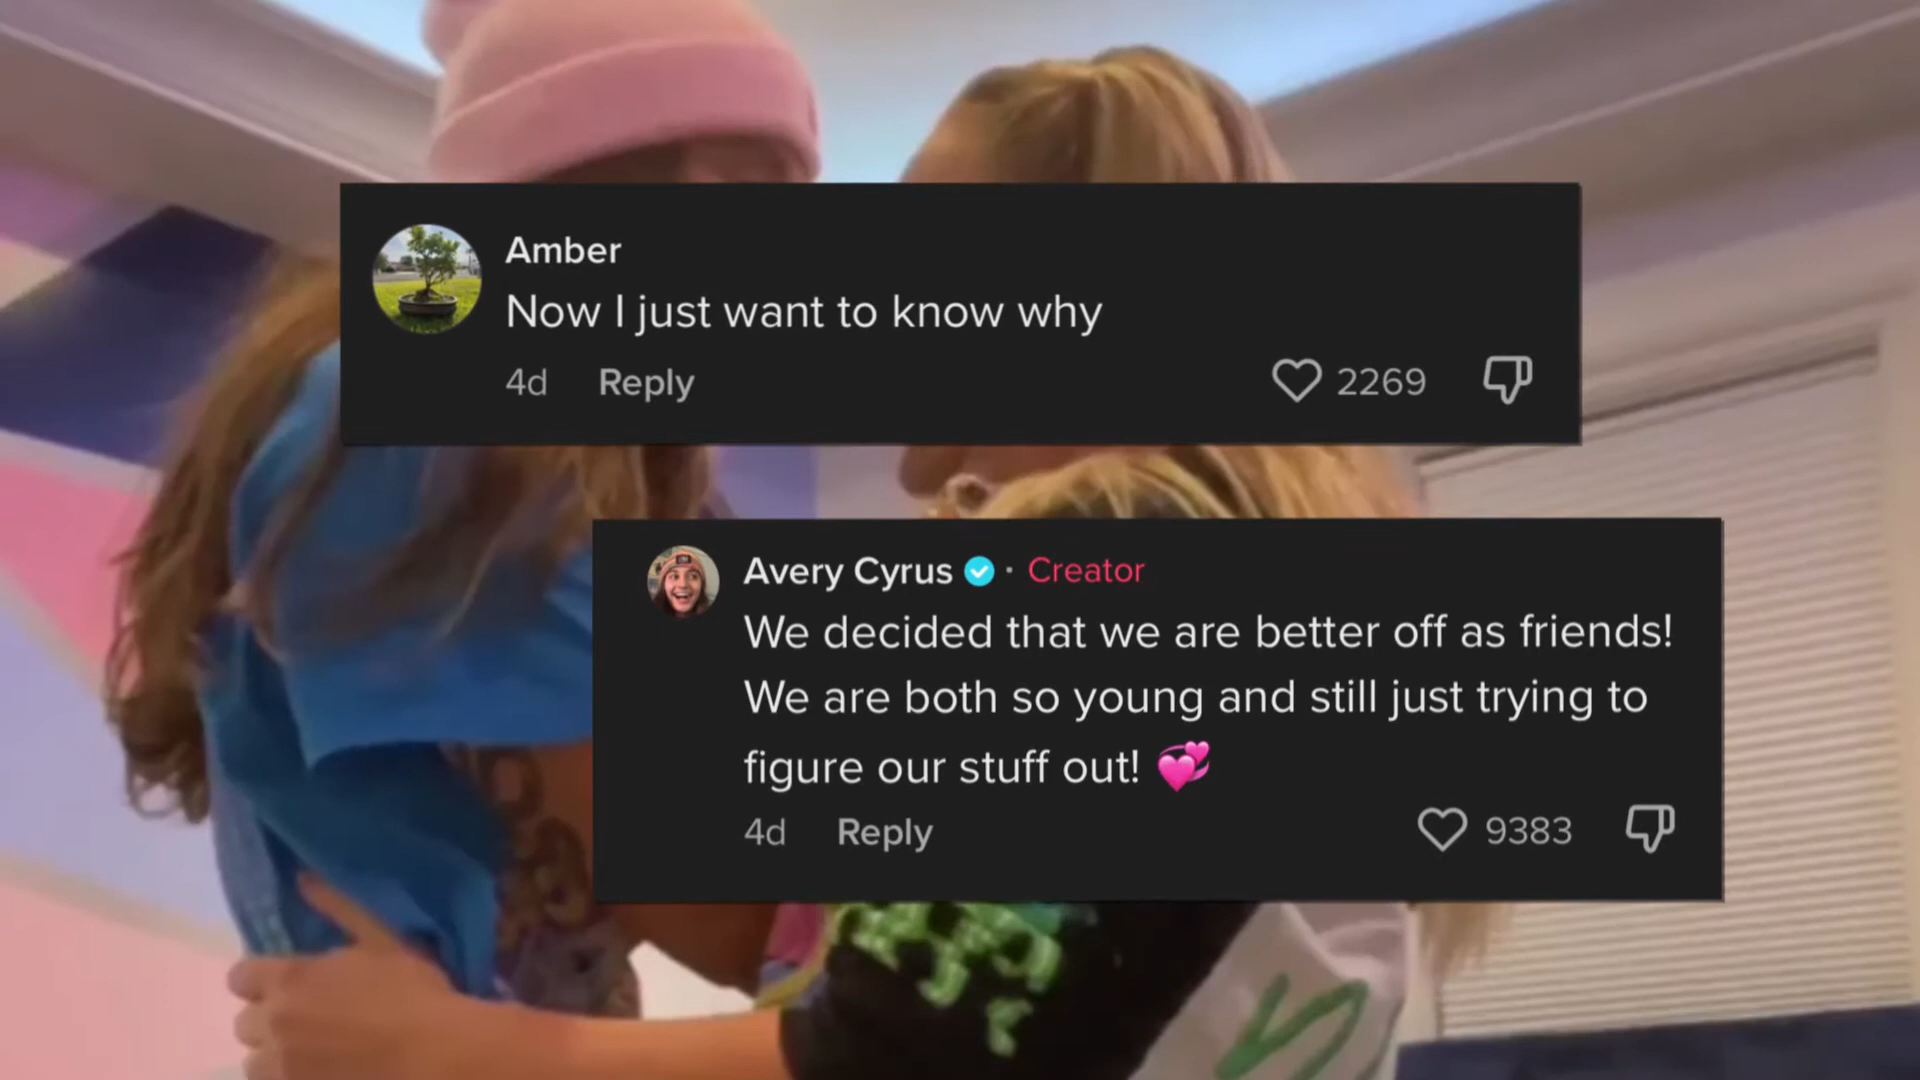 Amber
Now I just want to know why
4d Reply 2269
Avery Cyrus · Creator
We decided that we are better off as friends!
We are both so young and still just trying to
figure our stuff out! 💞
4d Reply 9383